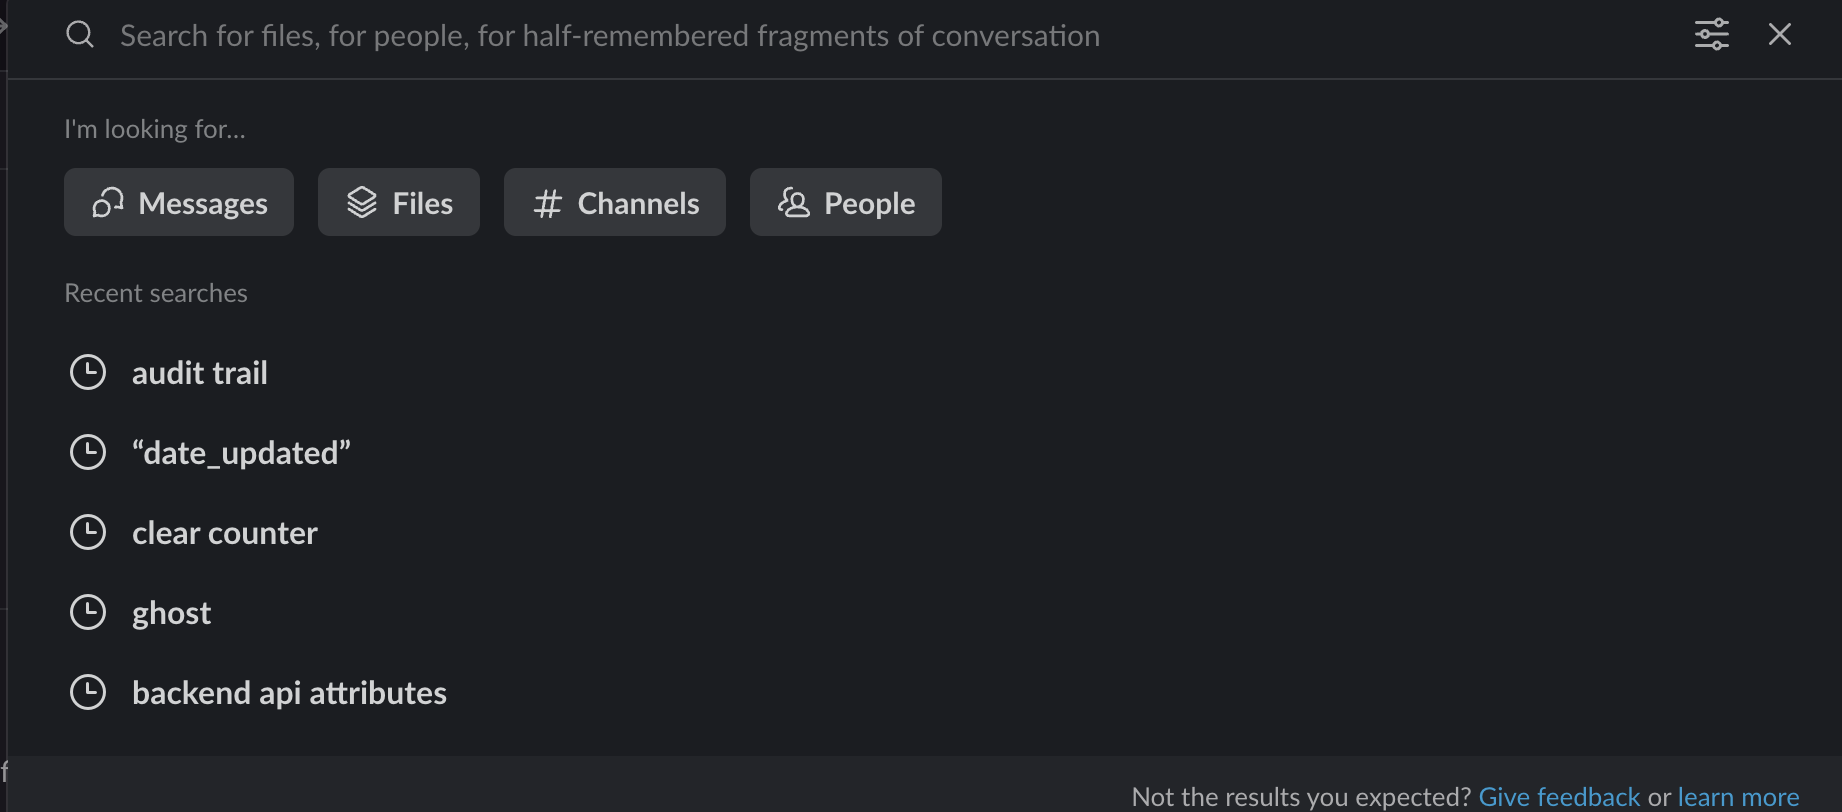 Search for files, for people, for half-remembered fragments of conversation
I'm looking for...
Messages Files Channels People
Recent searches
audit trail
“date_updated”
clear counter
ghost
backend api attributes
f
Not the results you expected? Give feedback or learn more